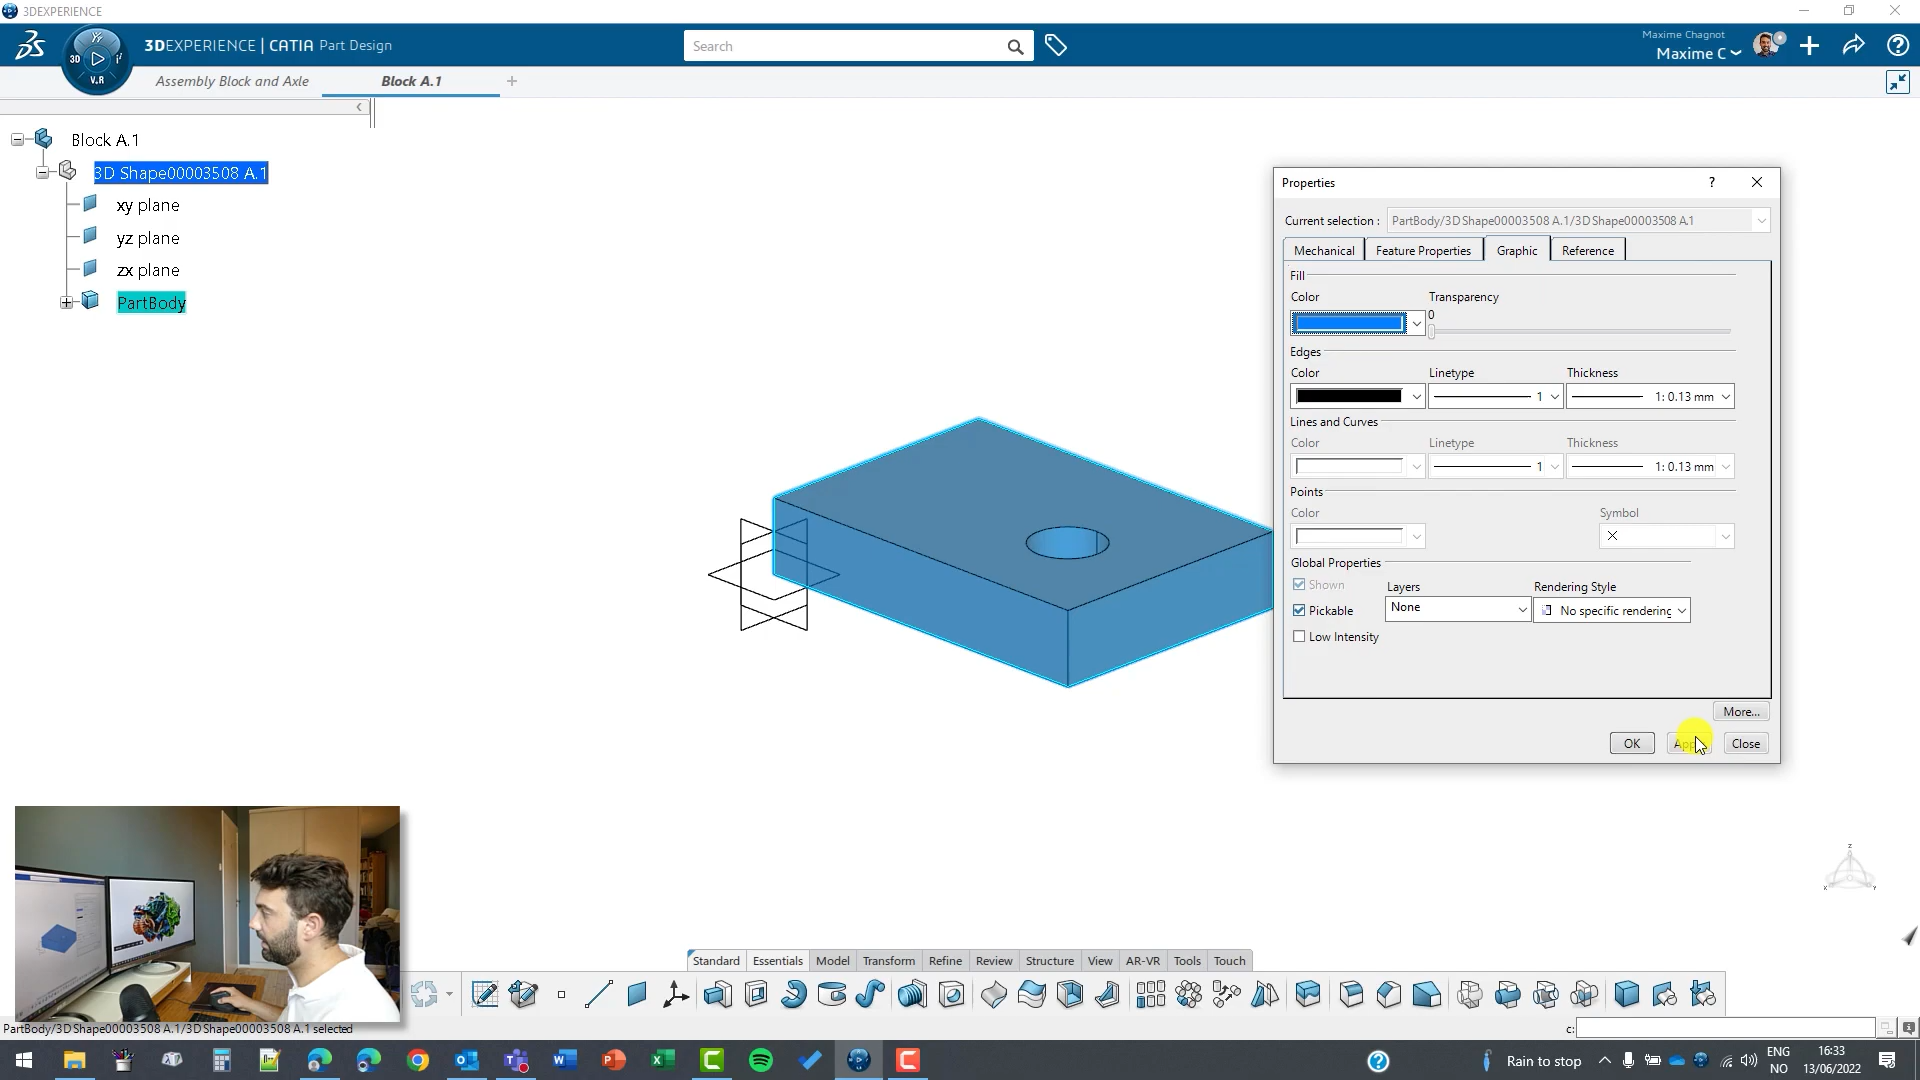 3DEXPERIENCE
3DEXPERIENCE | CATIA Part Design
Search
Maxime Chagnot
Maxime C
3D
V.R
Assembly Block and Axle
Block A.1
+
Block A.1
3D Shape00003508 A.1
xy plane
yz plane
zx plane
PartBody
Properties
?
Current selection :
PartBody/3D Shape00003508 A.1/3D Shape00003508 A.1
Mechanical
Feature Properties
Graphic
Reference
Fill
Color
Transparency
0
Edges
Color
Linetype
Thickness
1
1: 0.13 mm
Lines and Curves
Color
Linetype
Thickness
1
1: 0.13 mm
Points
Color
Symbol
Global Properties
Shown
Layers
Rendering Style
Pickable
None
No specific rendering
Low Intensity
More...
OK
Close
Standard
Essentials
Model
Transform
Refine
Review
Structure
View
AR-VR
Tools
Touch
PartBody/3D Shape00003508 A.1/3D Shape00003508 A.1 selected
c:
Rain to stop
ENG
NO
16:33
13/06/2022